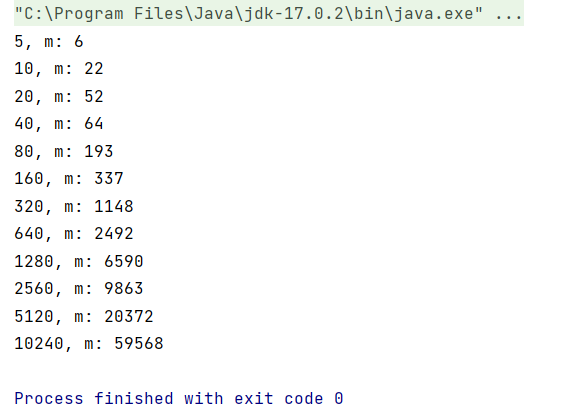 "C:\Program Files\Java\jdk-17.0.2\bin\java.exe" ...
5, m: 6
10, m: 22
20, m: 52
40, m: 64
80, m: 193
160, m: 337
320, m: 1148
640, m: 2492
1280, m: 6590
2560, m: 9863
5120, m: 20372
10240, m: 59568
Process finished with exit code 0